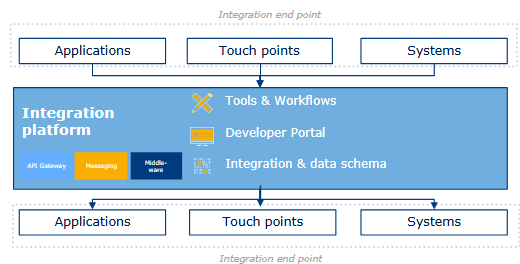 Integration end point
Applications
Touch points
Systems
Integration
platform
Tools & Workflows
Developer Portal
Integration & data schema
API Gateway
Messaging
Middle-
ware
Applications
Touch points
Systems
Integration end point